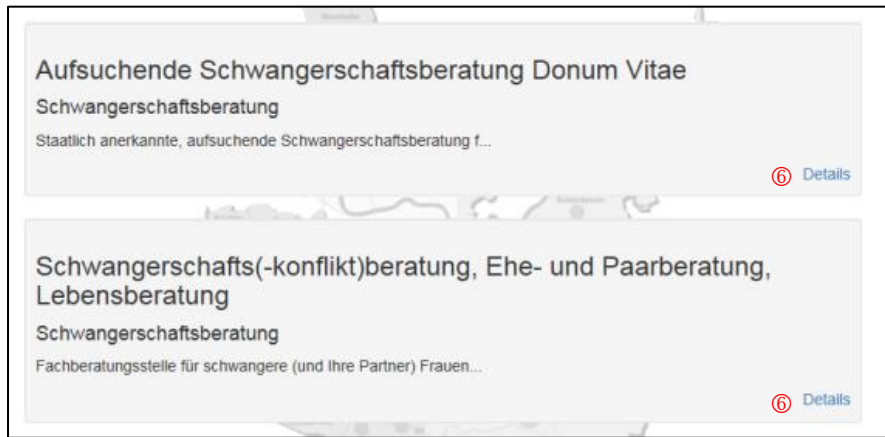 Aufsuchende Schwangerschaftsberatung Donum Vitae
Schwangerschaftsberatung
Staatlich anerkannte, aufsuchende Schwangerschaftsberatung f...
⑥ Details
Schwangerschafts(-konflikt)beratung, Ehe- und Paarberatung,
Lebensberatung
Schwangerschaftsberatung
Fachberatungsstelle für schwangere (und Ihre Partner) Frauen...
⑥ Details